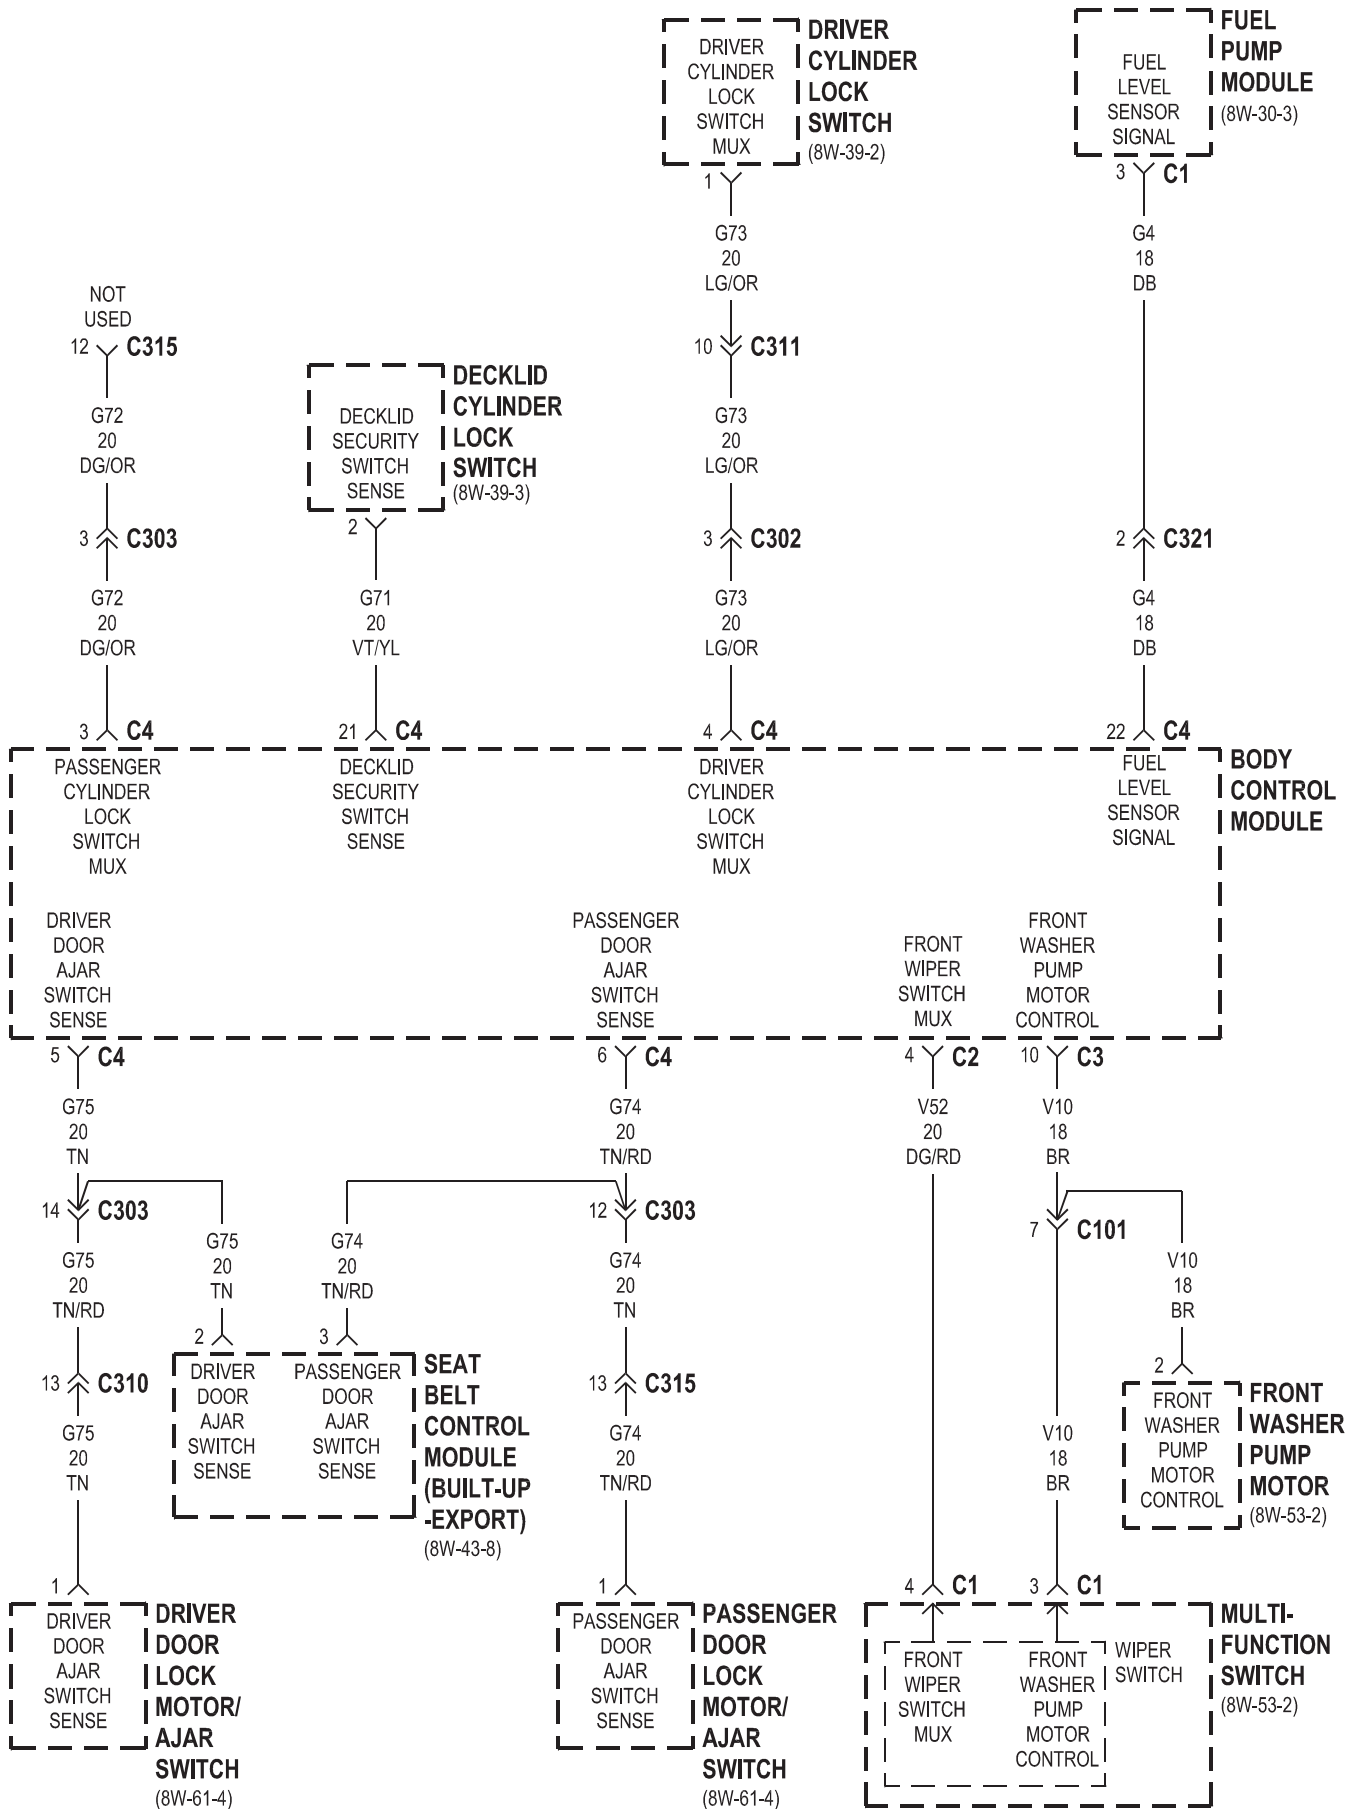 DRIVER
CYLINDER
LOCK
SWITCH
MUX
DRIVER
CYLINDER
LOCK
SWITCH
(8W-39-2)
FUEL
LEVEL
SENSOR
SIGNAL
FUEL
PUMP
MODULE
(8W-30-3)
1
3 C1
G73
20
LG/OR
G4
18
DB
NOT
USED
12 C315
10 C311
DECKLID
SECURITY
SWITCH
SENSE
DECKLID
CYLINDER
LOCK
SWITCH
(8W-39-3)
G72
20
DG/OR
G73
20
LG/OR
3 C303
2
3 C302
2 C321
G72
20
DG/OR
G71
20
VT/YL
G73
20
LG/OR
G4
18
DB
3 C4
21 C4
4 C4
22 C4
PASSENGER
CYLINDER
LOCK
SWITCH
MUX
DECKLID
SECURITY
SWITCH
SENSE
DRIVER
CYLINDER
LOCK
SWITCH
MUX
FUEL
LEVEL
SENSOR
SIGNAL
BODY
CONTROL
MODULE
DRIVER
DOOR
AJAR
SWITCH
SENSE
PASSENGER
DOOR
AJAR
SWITCH
SENSE
FRONT
WIPER
SWITCH
MUX
FRONT
WASHER
PUMP
MOTOR
CONTROL
5 C4
6 C4
4 C2
10 C3
G75
20
TN
G74
20
TN/RD
V52
20
DG/RD
V10
18
BR
14 C303
12 C303
7 C101
G75
20
TN/RD
G75
20
TN
G74
20
TN/RD
G74
20
TN
V10
18
BR
2
3
2
13 C310
13 C315
DRIVER
DOOR
AJAR
SWITCH
SENSE
PASSENGER
DOOR
AJAR
SWITCH
SENSE
SEAT
BELT
CONTROL
MODULE
(BUILT-UP
-EXPORT)
(8W-43-8)
FRONT
WASHER
PUMP
MOTOR
CONTROL
FRONT
WASHER
PUMP
MOTOR
(8W-53-2)
G75
20
TN
G74
20
TN/RD
V10
18
BR
1
1
4 C1
3 C1
DRIVER
DOOR
AJAR
SWITCH
SENSE
DRIVER
DOOR
LOCK
MOTOR/
AJAR
SWITCH
(8W-61-4)
PASSENGER
DOOR
AJAR
SWITCH
SENSE
PASSENGER
DOOR
LOCK
MOTOR/
AJAR
SWITCH
(8W-61-4)
FRONT
WIPER
SWITCH
MUX
FRONT
WASHER
PUMP
MOTOR
CONTROL
WIPER
SWITCH
MULTI-
FUNCTION
SWITCH
(8W-53-2)